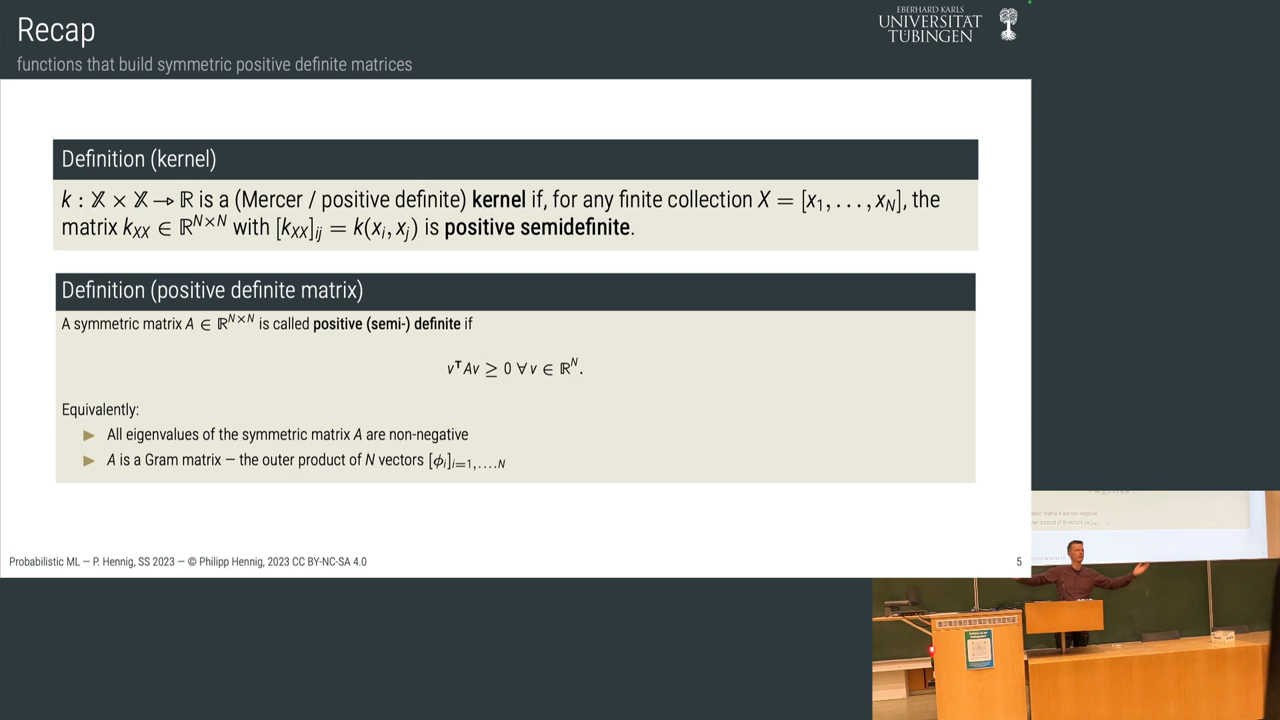 Recap
functions that build symmetric positive definite matrices
EBERHARD KARLS
UNIVERSITÄT
TÜBINGEN
Definition (kernel)
k : 𝕏 × 𝕏 → ℝ is a (Mercer / positive definite) kernel if, for any finite collection X = [x₁, . . . , x_N], the
matrix k_XX ∈ ℝ^{N×N} with [k_XX]_ij = k(x_i, x_j) is positive semidefinite.
Definition (positive definite matrix)
A symmetric matrix A ∈ ℝ^{N×N} is called positive (semi-) definite if
v^⊤Av ≥ 0 ∀ v ∈ ℝ^N.
Equivalently:
▶ All eigenvalues of the symmetric matrix A are non-negative
▶ A is a Gram matrix — the outer product of N vectors [ϕ_i]_{i=1,....N}
Probabilistic ML — P. Hennig, SS 2023 — © Philipp Hennig, 2023 CC BY-NC-SA 4.0
5